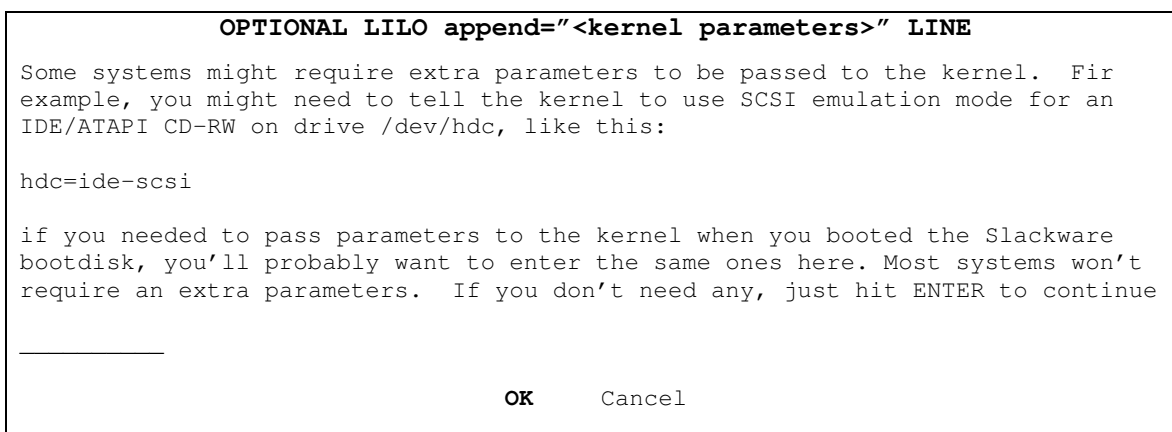 OPTIONAL LILO append=”<kernel parameters>” LINE
Some systems might require extra parameters to be passed to the kernel.  Fir
example, you might need to tell the kernel to use SCSI emulation mode for an
IDE/ATAPI CD-RW on drive /dev/hdc, like this:
hdc=ide-scsi
if you needed to pass parameters to the kernel when you booted the Slackware
bootdisk, you’ll probably want to enter the same ones here. Most systems won’t
require an extra parameters.  If you don’t need any, just hit ENTER to continue
__________
OK     Cancel